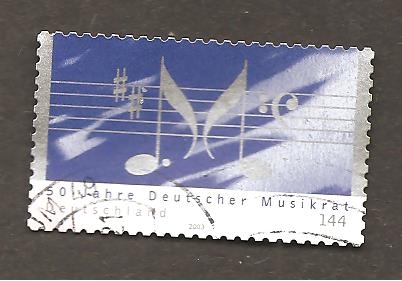 50 Jahre Deutscher Musikrat
Deutschland
2003
144